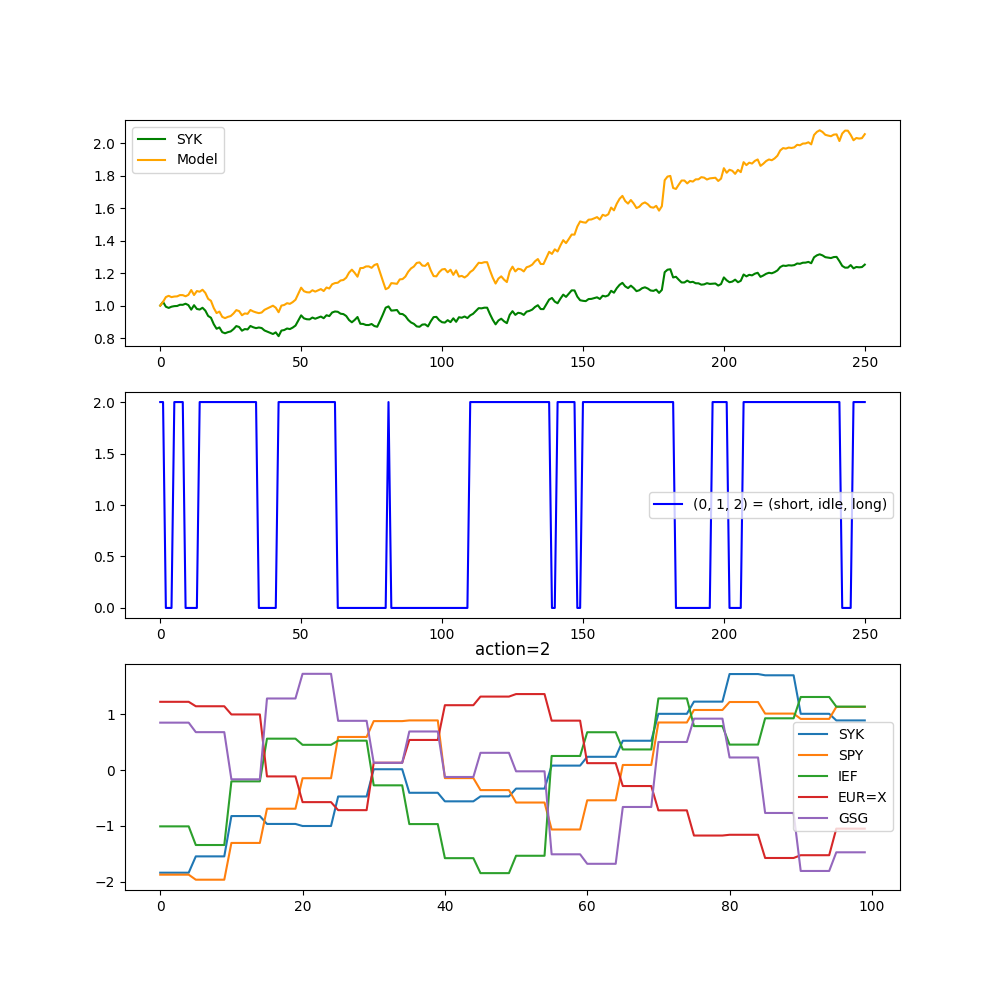 2.0
1.8
1.6
1.4
1.2
1.0
0.8
SYK
Model
0 50 100 150 200 250
2.0
1.5
1.0
0.5
0.0
(0, 1, 2) = (short, idle, long)
0 50 100 150 200 250
action=2
1
0
−1
−2
SYK
SPY
IEF
EUR=X
GSG
0 20 40 60 80 100